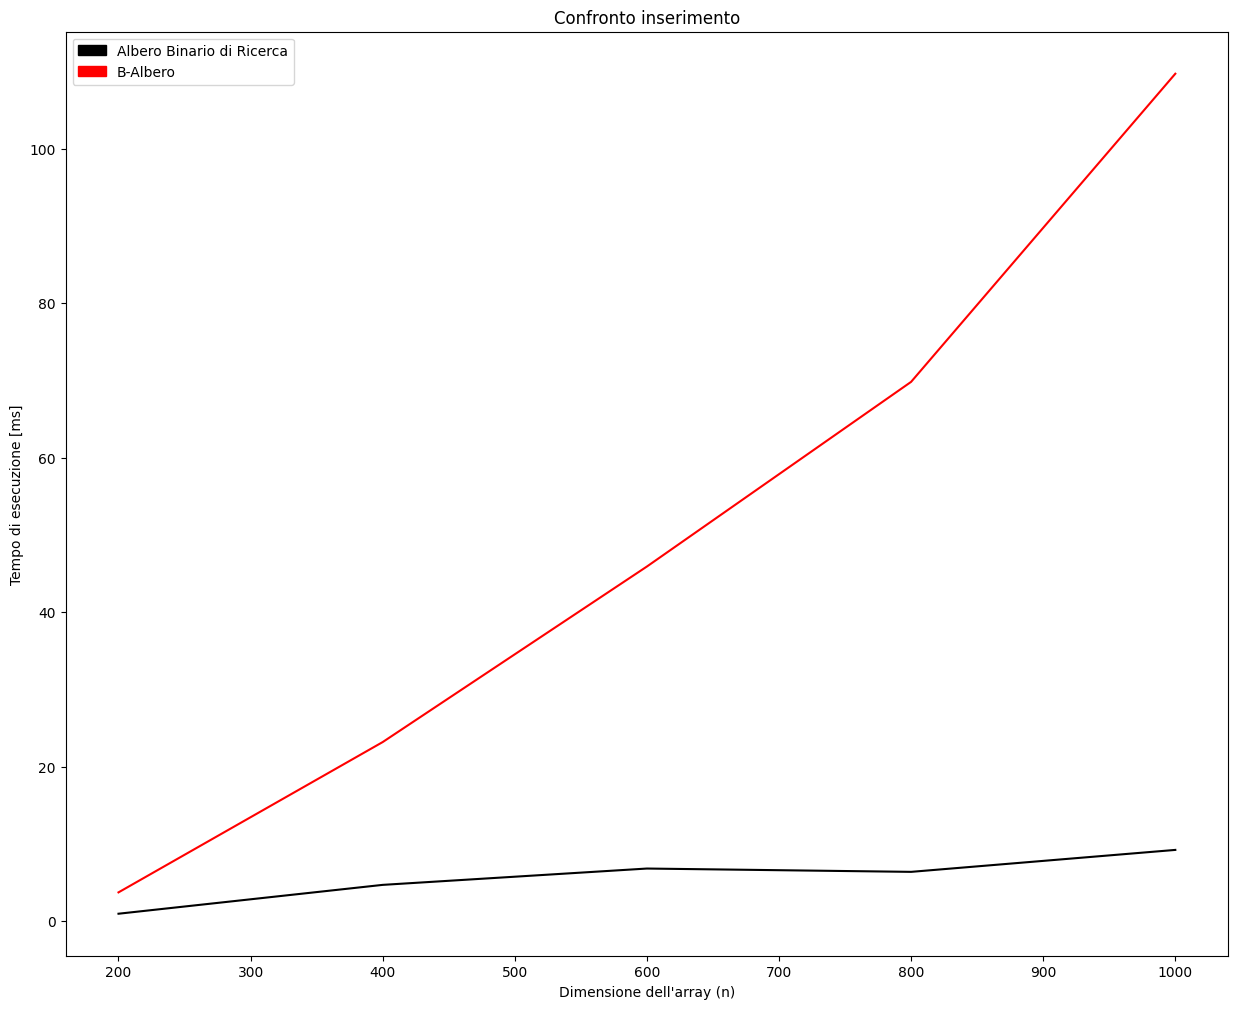 Confronto inserimento
Albero Binario di Ricerca
B-Albero
Tempo di esecuzione [ms]
100
80
60
40
20
0
200 300 400 500 600 700 800 900 1000
Dimensione dell'array (n)